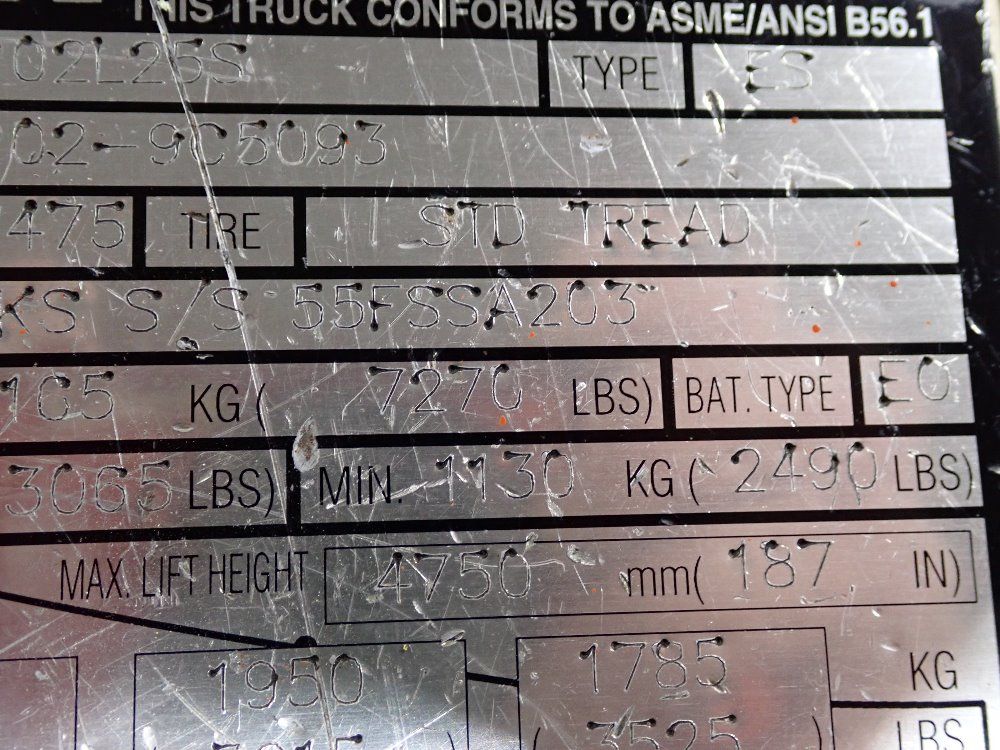 THIS TRUCK CONFORMS TO ASME/ANSI B56.1
02L25S TYPE ES
02-9C5093
475 TIRE STD TREAD
KS S/S 55FSSA203
165 KG ( 7270 LBS) BAT. TYPE EO
3065 LBS) MIN. 1130 KG ( 2490 LBS)
MAX. LIFT HEIGHT 4750 mm( 187 IN)
1950 1785 KG
( ( 3525 ) LBS